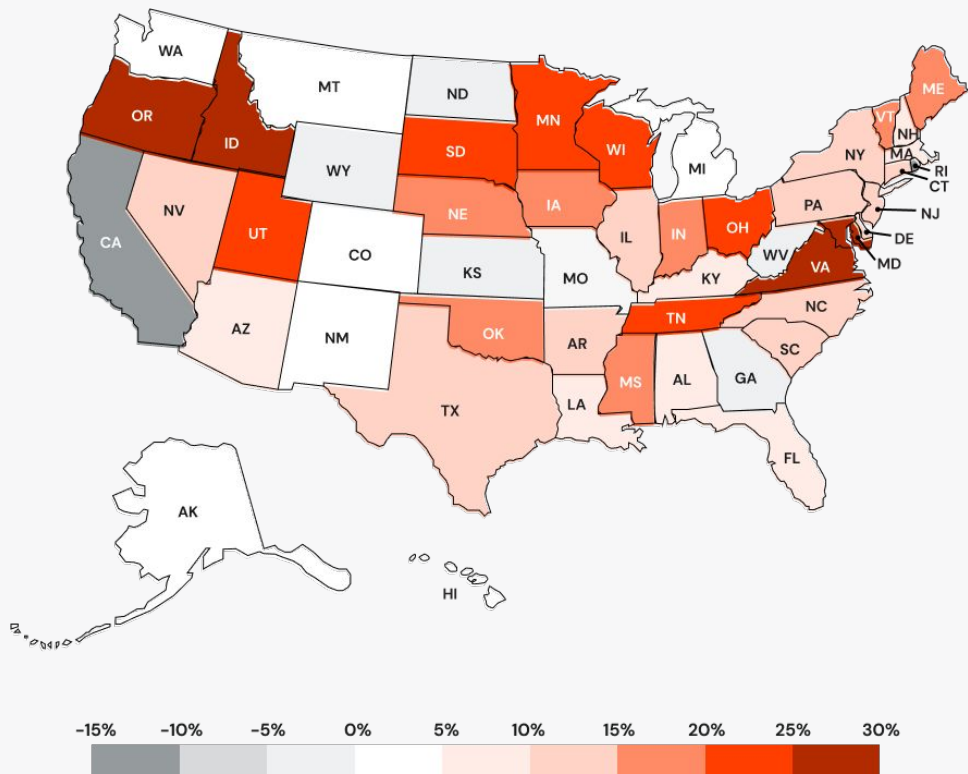 WA
MT
ND
MN
ME
VT
NH
OR
ID
SD
WI
MA
NY
RI
WY
MI
CT
PA
NV
NE
IA
NJ
CA
UT
IL
IN
OH
DE
CO
WV
MD
KS
MO
KY
VA
AZ
NM
OK
AR
TN
NC
SC
MS
AL
GA
TX
LA
FL
AK
HI
-15% -10% -5% 0% 5% 10% 15% 20% 25% 30%